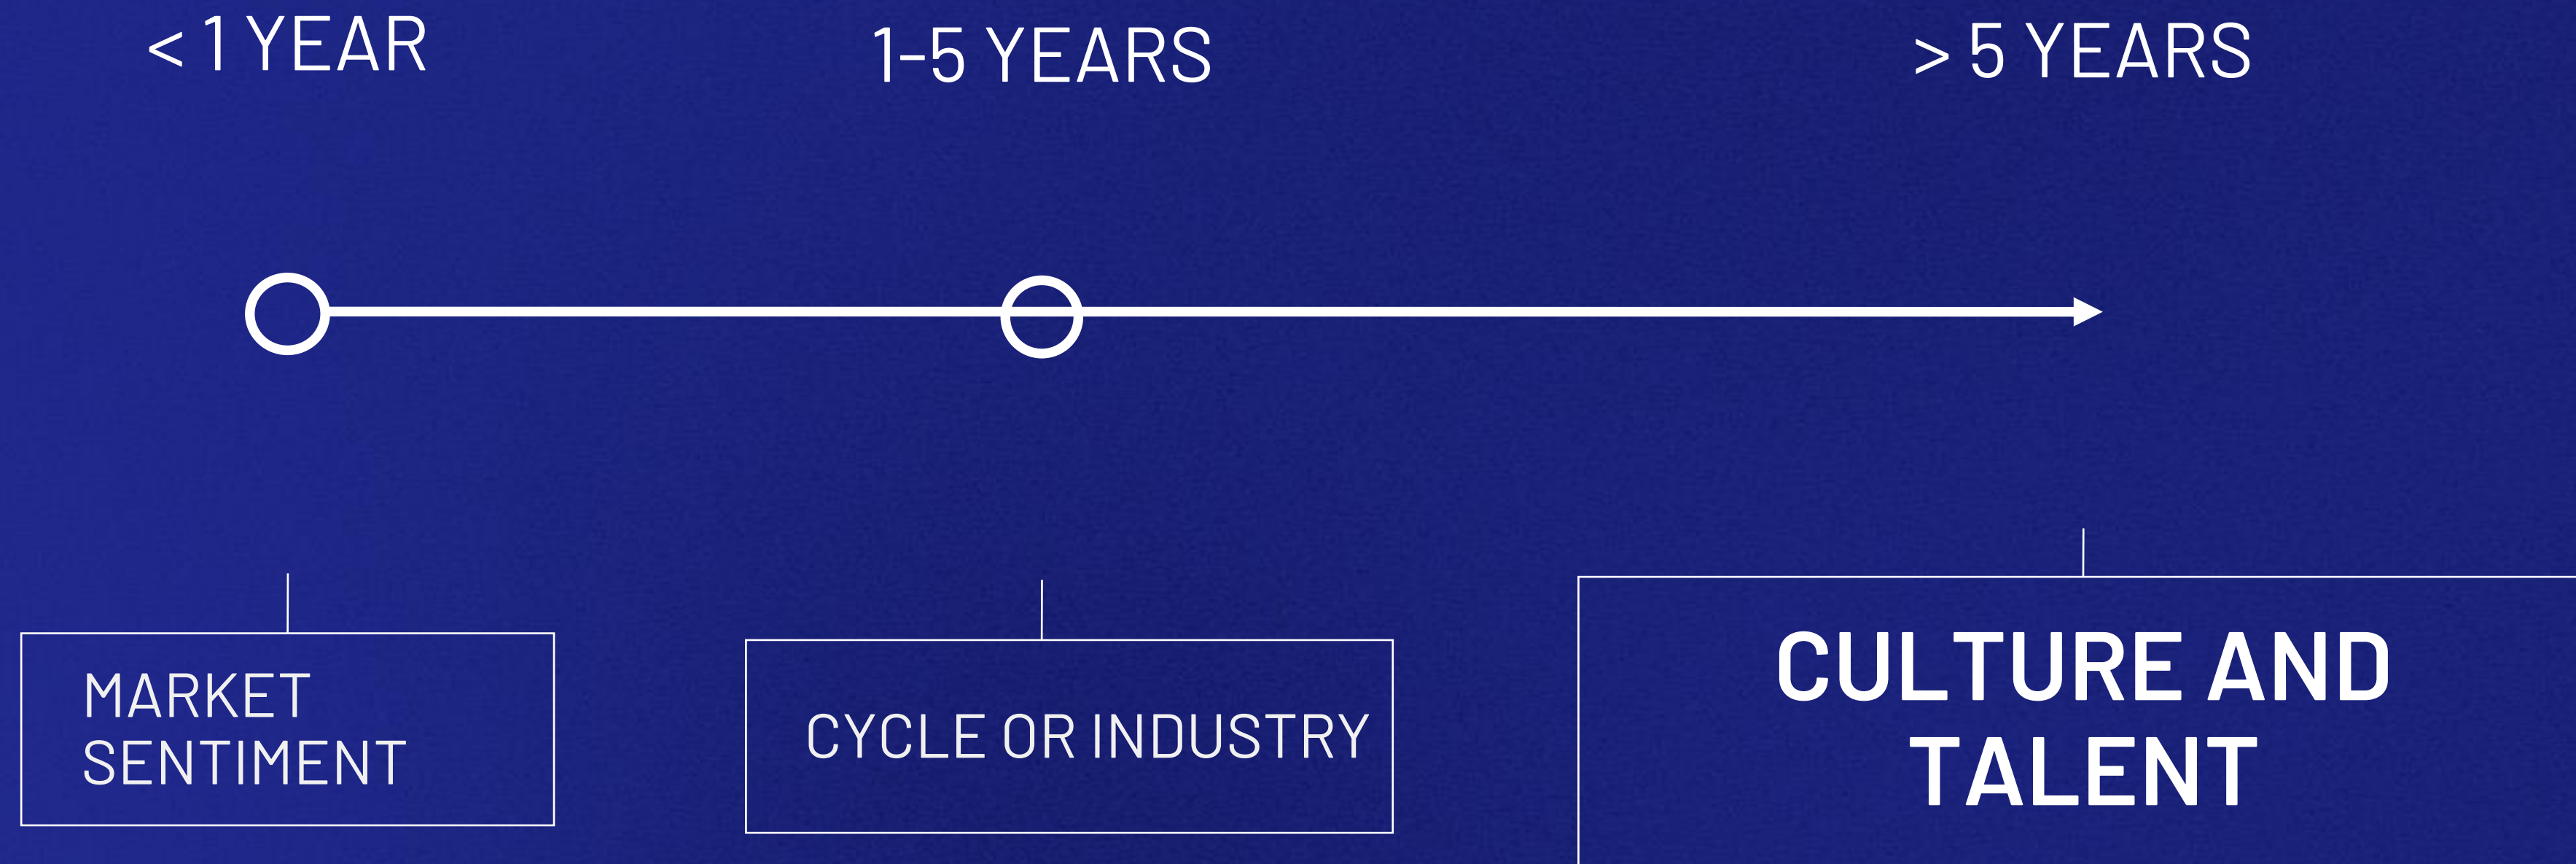 < 1 YEAR
1-5 YEARS
> 5 YEARS
MARKET
SENTIMENT
CYCLE OR INDUSTRY
CULTURE AND
TALENT